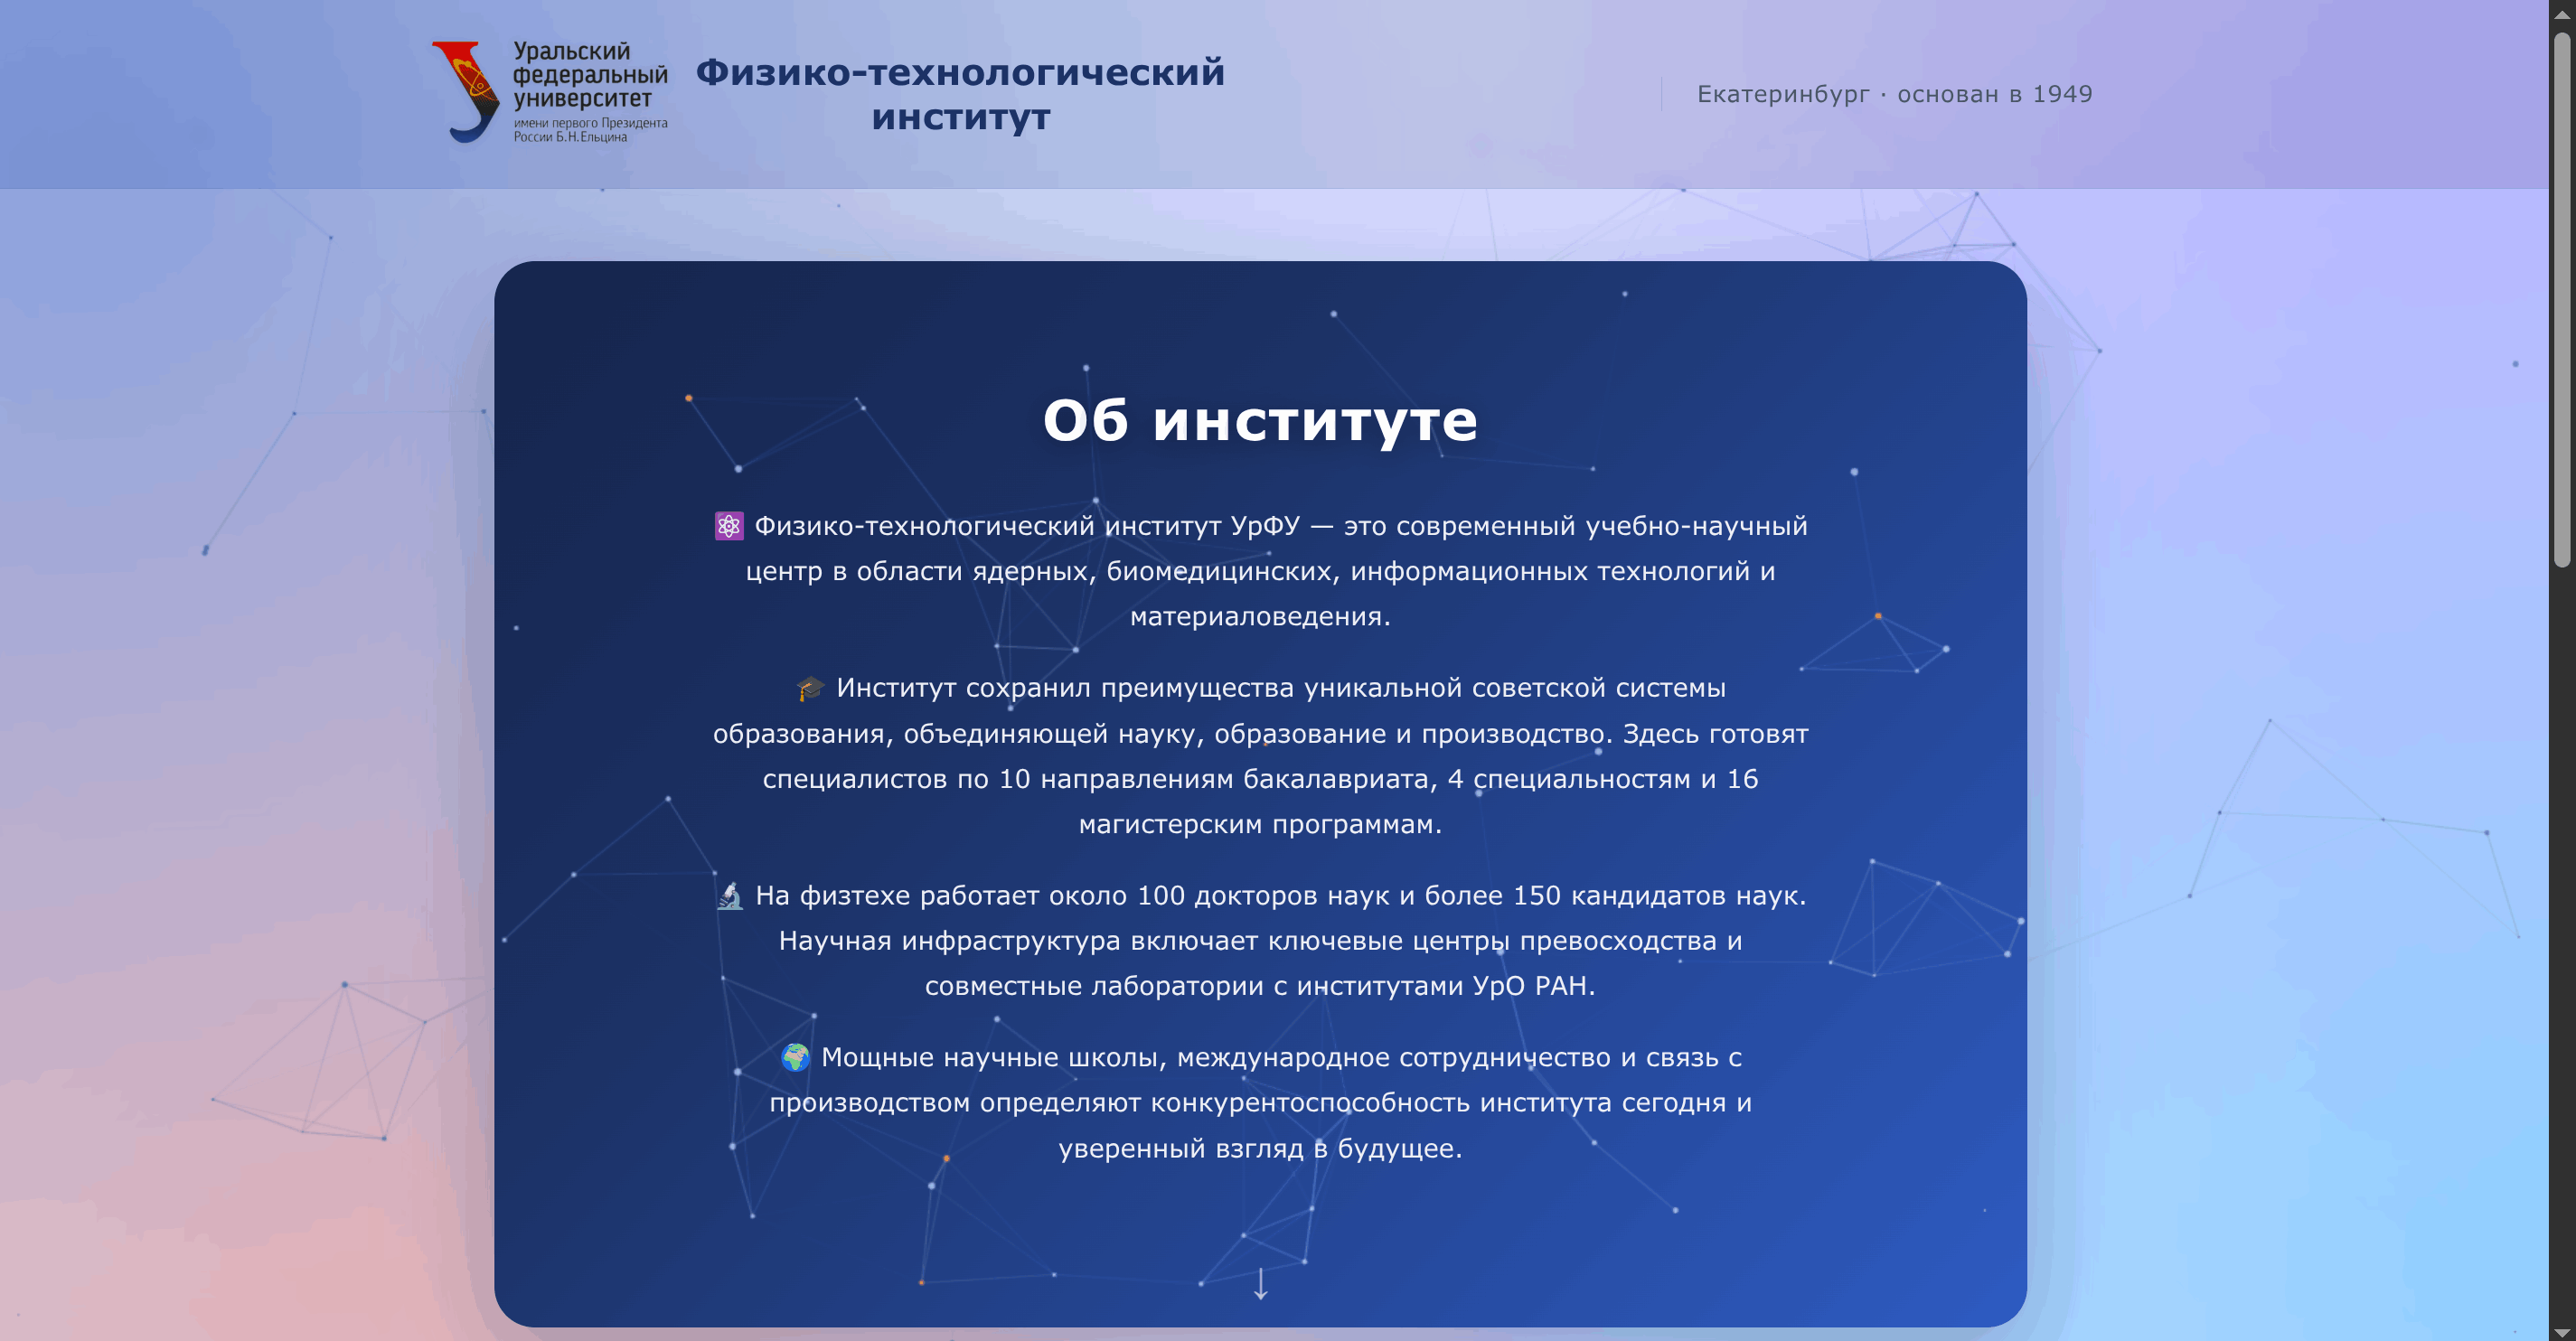 Уральский
федеральный
университет
имени первого Президента
России Б.Н.Ельцина
Физико-технологический
институт
Екатеринбург · основан в 1949
Об институте
⚛️ Физико-технологический институт УрФУ — это современный учебно-научный
центр в области ядерных, биомедицинских, информационных технологий и
материаловедения.
🎓 Институт сохранил преимущества уникальной советской системы
образования, объединяющей науку, образование и производство. Здесь готовят
специалистов по 10 направлениям бакалавриата, 4 специальностям и 16
магистерским программам.
🔬 На физтехе работает около 100 докторов наук и более 150 кандидатов наук.
Научная инфраструктура включает ключевые центры превосходства и
совместные лаборатории с институтами УрО РАН.
🌍 Мощные научные школы, международное сотрудничество и связь с
производством определяют конкурентоспособность института сегодня и
уверенный взгляд в будущее.
↓